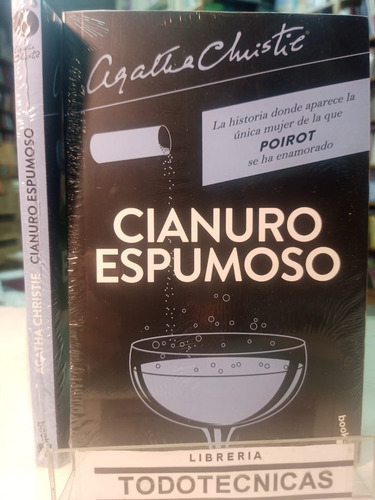 Agatha Christie
La historia donde aparece la
única mujer de la que
POIROT
se ha enamorado
CIANURO
ESPUMOSO
AGATHA CHRISTIE CIANURO ESPUMOSO
LIBRERIA
TODOTECNICAS